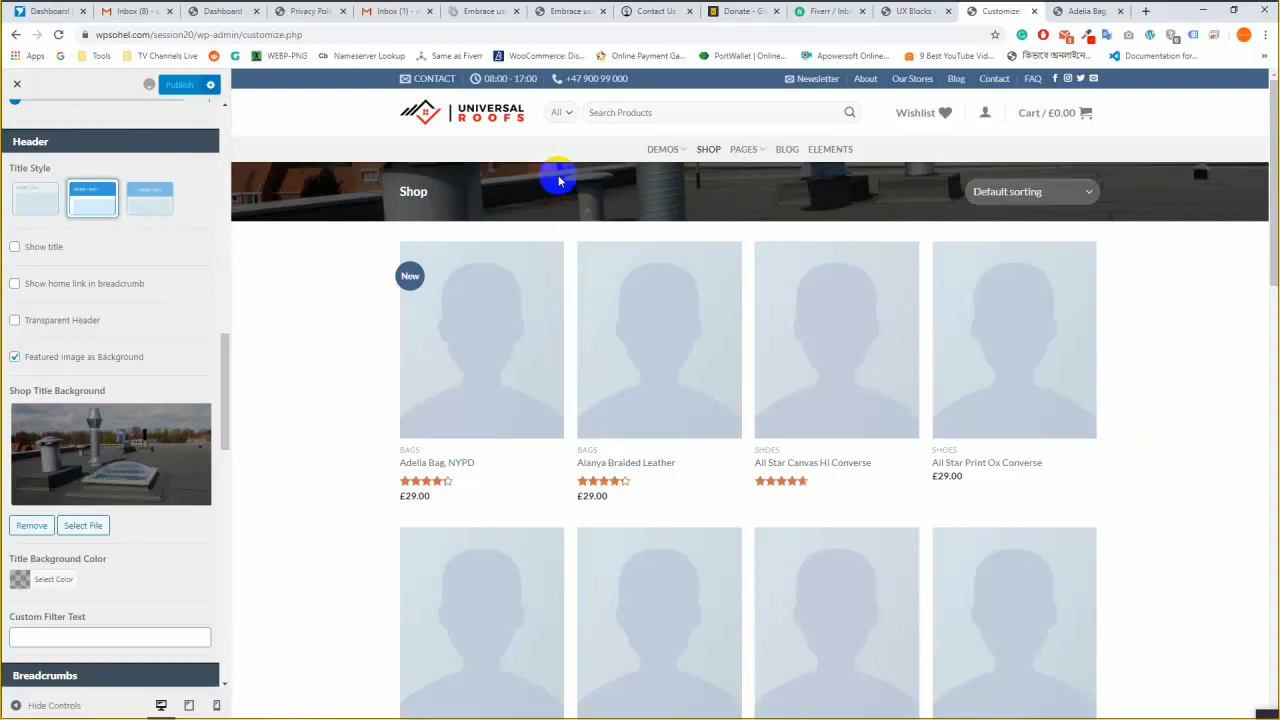 Dashboard
Inbox (8) - c
Dashboard
Privacy Polic
Inbox (1) - c
Embrace us
Embrace us
Contact Us
Donate - Gi
Fiverr / Inbo
UX Blocks
Customize:
Adelia Bag,
wpsohel.com/session20/wp-admin/customize.php
Apps
TV Channels Live
WEBP-PNG
Nameserver Lookup
Same as Fiverr
WooCommerce: Dis...
Online Payment Ga...
PortWallet | Online...
Apowersoft Online...
9 Best YouTube Vid...
কিভাবে অনলাইনে...
Documentation for...
Publish
CONTACT
08:00 - 17:00
+47 900 99 000
Newsletter
About
Our Stores
Blog
Contact
FAQ
UNIVERSAL
ROOFS
All
Search Products
Wishlist
Cart / £0.00
DEMOS
SHOP
PAGES
BLOG
ELEMENTS
Header
Title Style
Show title
Show home link in breadcrumb
Transparent Header
Featured Image as Background
Shop Title Background
Remove
Select File
Title Background Color
Select Color
Custom Filter Text
Breadcrumbs
Hide Controls
Shop
Default sorting
New
BAGS
Adelia Bag, NYPD
£29.00
BAGS
Aianya Braided Leather
£29.00
SHOES
All Star Canvas Hi Converse
SHOES
All Star Print Ox Converse
£29.00